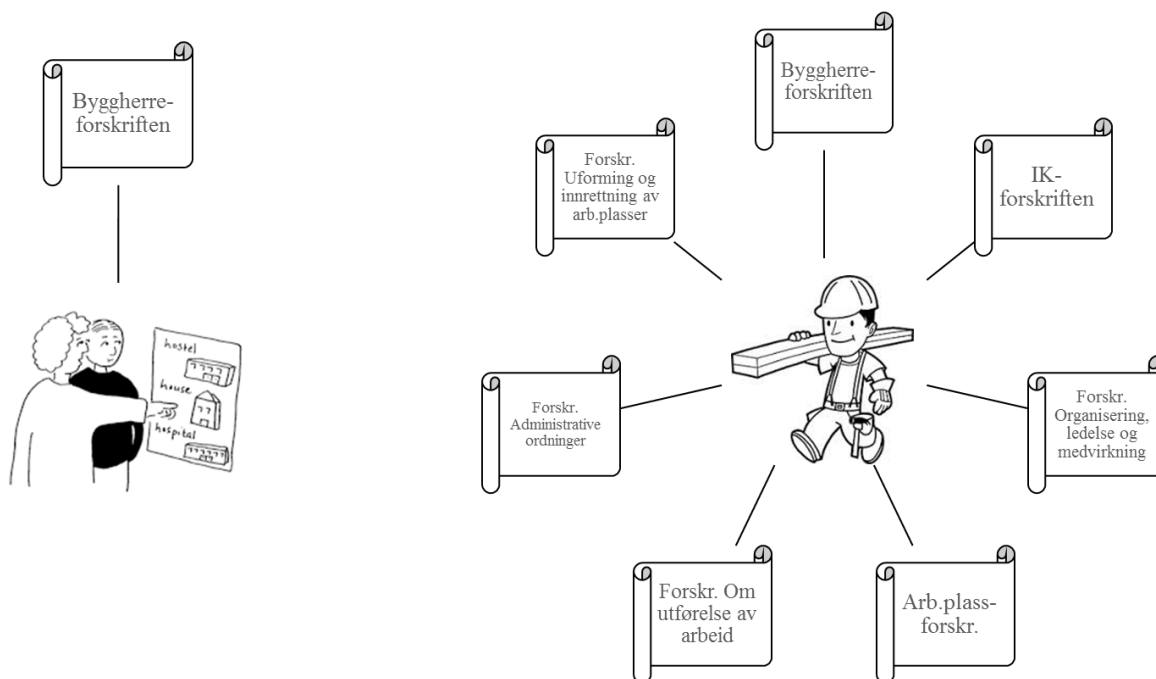 Byggherre-
forskriften
hostel
house
hospital
Byggherre-
forskriften
Forskr.
Uforming og
innrettning av
arb.plasser
IK-
forskriften
Forskr.
Administrative
ordninger
Forskr.
Organisering,
ledelse og
medvirkning
Forskr. Om
utførelse av
arbeid
Arb.plass-
forskr.